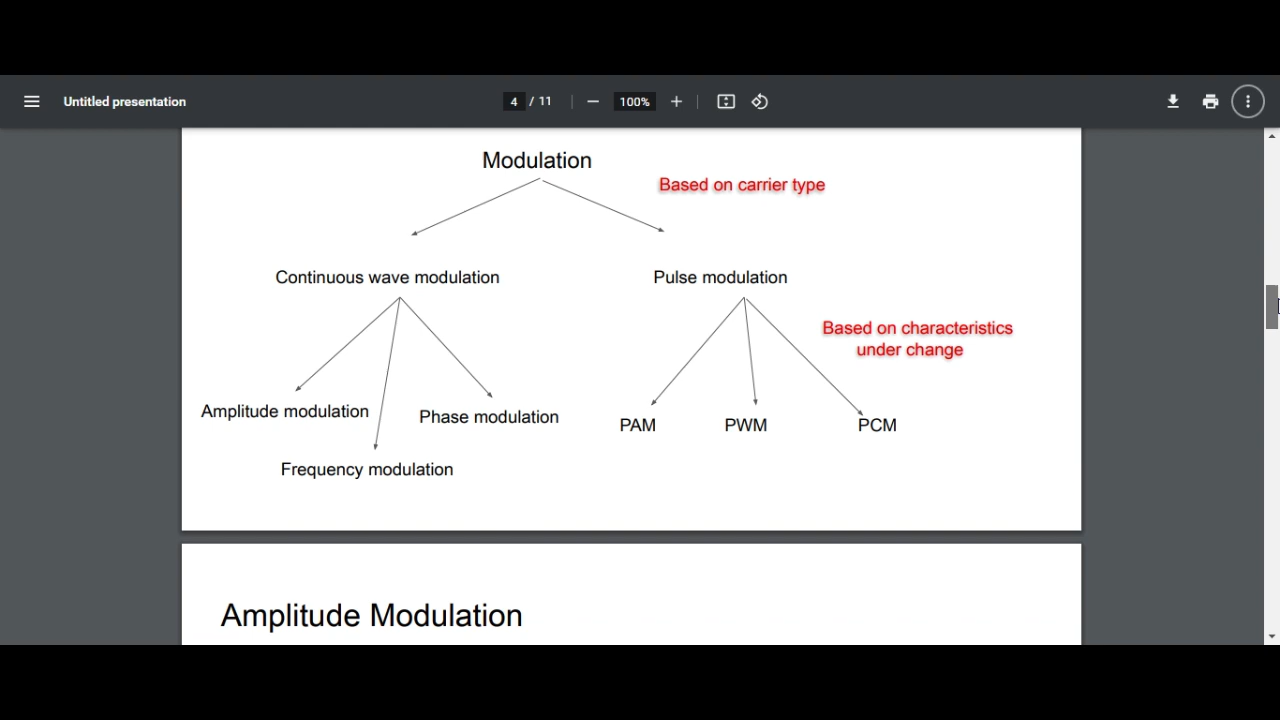 Untitled presentation
4 / 11
100%
Modulation
Based on carrier type
Continuous wave modulation
Pulse modulation
Based on characteristics
under change
Amplitude modulation
Phase modulation
PAM
PWM
PCM
Frequency modulation
Amplitude Modulation